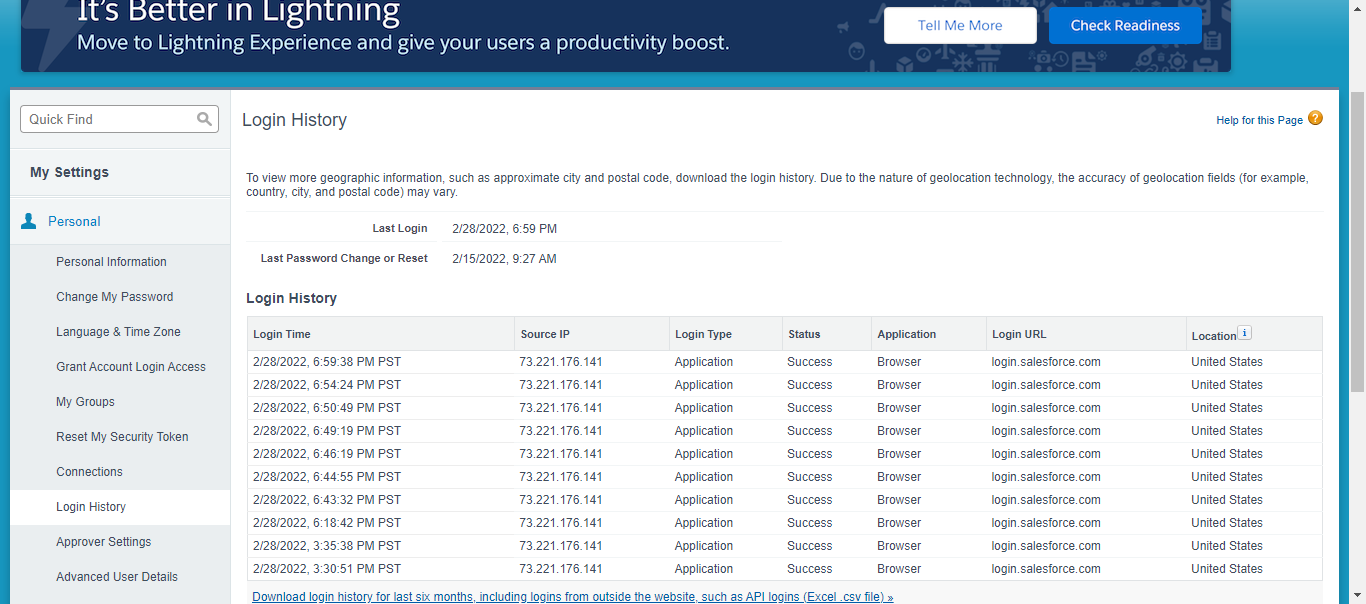 It's Better in Lightning
Move to Lightning Experience and give your users a productivity boost.
Tell Me More
Check Readiness
Quick Find
My Settings
Personal
Personal Information
Change My Password
Language & Time Zone
Grant Account Login Access
My Groups
Reset My Security Token
Connections
Login History
Approver Settings
Advanced User Details
Login History
Help for this Page ?
To view more geographic information, such as approximate city and postal code, download the login history. Due to the nature of geolocation technology, the accuracy of geolocation fields (for example,
country, city, and postal code) may vary.
Last Login 2/28/2022, 6:59 PM
Last Password Change or Reset 2/15/2022, 9:27 AM
Login History
Login Time Source IP Login Type Status Application Login URL Location i
2/28/2022, 6:59:38 PM PST 73.221.176.141 Application Success Browser login.salesforce.com United States
2/28/2022, 6:54:24 PM PST 73.221.176.141 Application Success Browser login.salesforce.com United States
2/28/2022, 6:50:49 PM PST 73.221.176.141 Application Success Browser login.salesforce.com United States
2/28/2022, 6:49:19 PM PST 73.221.176.141 Application Success Browser login.salesforce.com United States
2/28/2022, 6:46:19 PM PST 73.221.176.141 Application Success Browser login.salesforce.com United States
2/28/2022, 6:44:55 PM PST 73.221.176.141 Application Success Browser login.salesforce.com United States
2/28/2022, 6:43:32 PM PST 73.221.176.141 Application Success Browser login.salesforce.com United States
2/28/2022, 6:18:42 PM PST 73.221.176.141 Application Success Browser login.salesforce.com United States
2/28/2022, 3:35:38 PM PST 73.221.176.141 Application Success Browser login.salesforce.com United States
2/28/2022, 3:30:51 PM PST 73.221.176.141 Application Success Browser login.salesforce.com United States
Download login history for last six months, including logins from outside the website, such as API logins (Excel .csv file) »